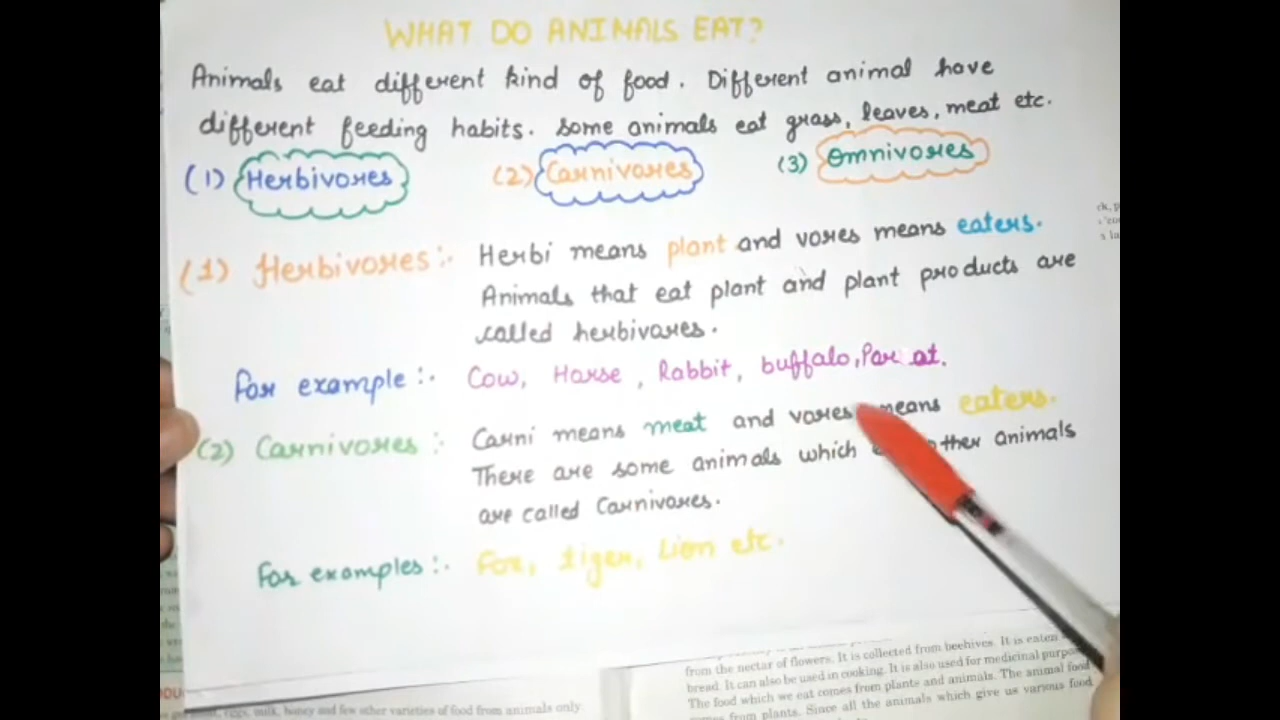 WHAT DO ANIMALS EAT?
Animals eat different kind of food. Different animal have
different feeding habits. Some animals eat grass, leaves, meat etc.
(1) Herbivores (2) Carnivores (3) Omnivores
(1) Herbivores:- Herbi means plant and vores means eaters.
Animals that eat plant and plant products are
called herbivores.
For example:- Cow, Horse, Rabbit, buffalo, Par ot.
(2) Carnivores:- Carni means meat and vores means eaters.
There are some animals which other animals
are called Carnivores.
For examples:- Fox, tiger, Lion etc.
from the nectar of flowers. It is collected from beehives. It is eaten
bread. It can also be used in cooking. It is also used for medicinal
The food which we eat comes from plants and animals. The animal food
from plants. Since all the animals which give us various food
eggs, milk, honey and few other varieties of food from animals only.